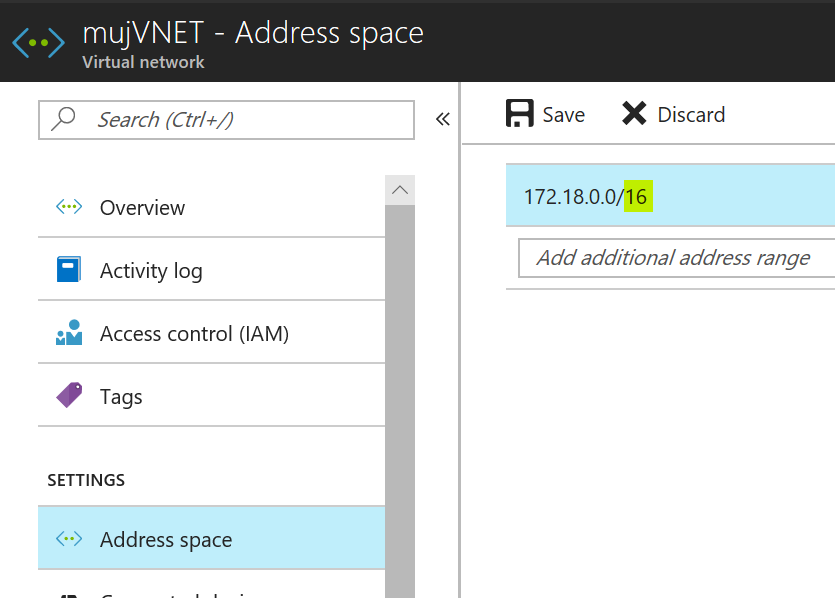 mujVNET - Address space
Virtual network
Search (Ctrl+/)
Save
Discard
Overview
Activity log
Access control (IAM)
Tags
SETTINGS
Address space
172.18.0.0/16
Add additional address range